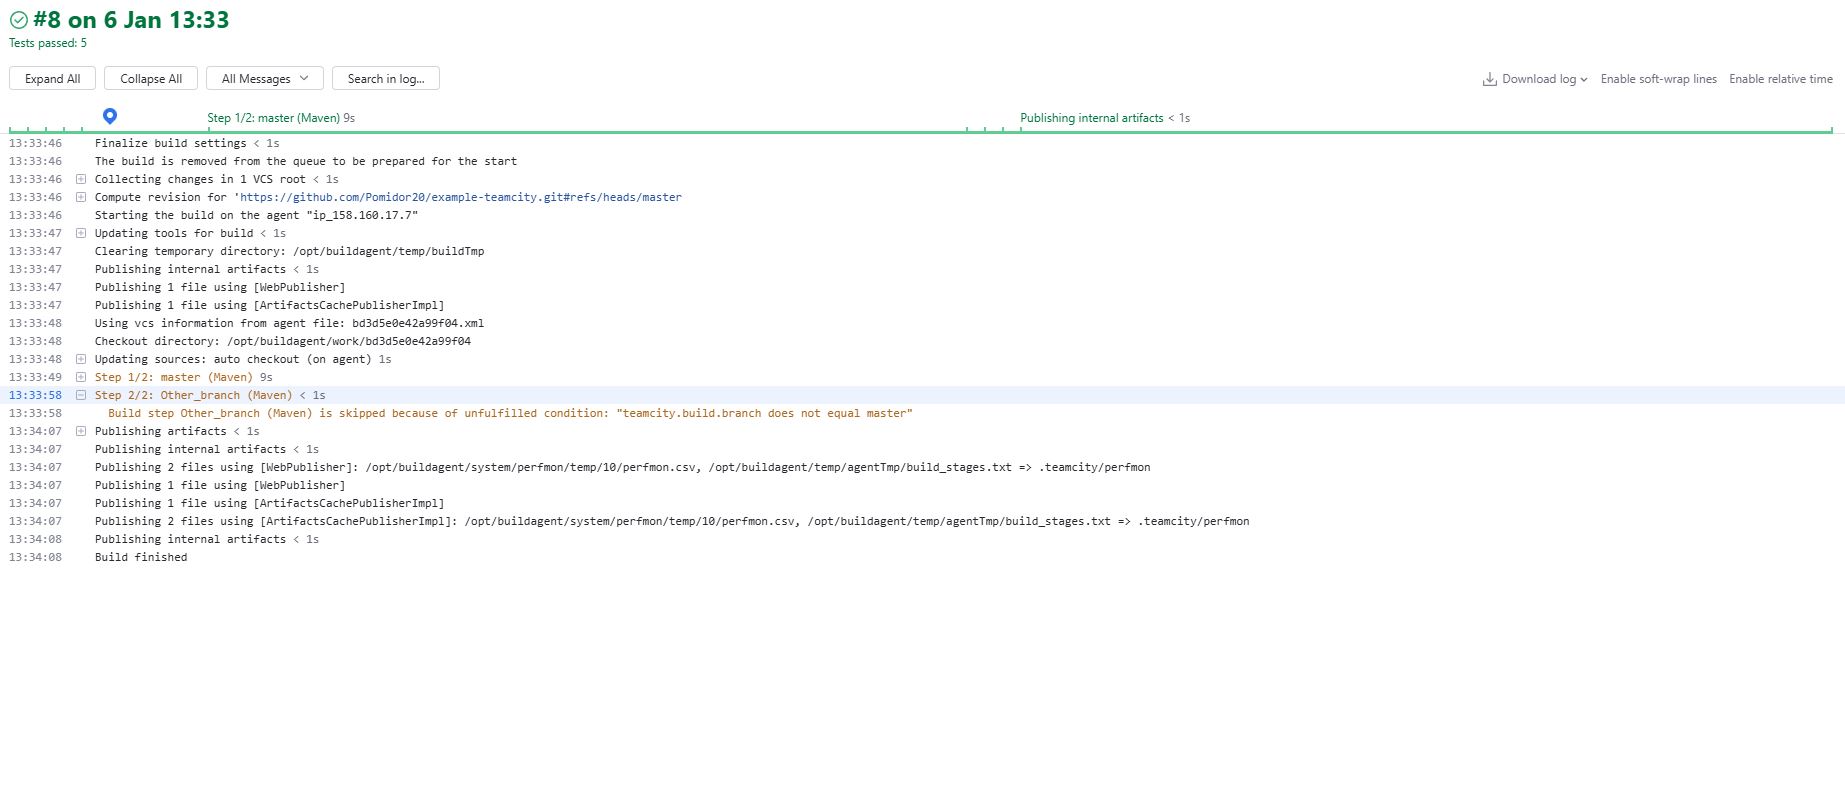 #8 on 6 Jan 13:33
Tests passed: 5
Expand All Collapse All All Messages Search in log... Download log Enable soft-wrap lines Enable relative time
Step 1/2: master (Maven) 9s Publishing internal artifacts < 1s
13:33:46 Finalize build settings < 1s
13:33:46 The build is removed from the queue to be prepared for the start
13:33:46 Collecting changes in 1 VCS root < 1s
13:33:46 Compute revision for 'https://github.com/Pomidor20/example-teamcity.git#refs/heads/master
13:33:46 Starting the build on the agent "ip_158.160.17.7"
13:33:47 Updating tools for build < 1s
13:33:47 Clearing temporary directory: /opt/buildagent/temp/buildTmp
13:33:47 Publishing internal artifacts < 1s
13:33:47 Publishing 1 file using [WebPublisher]
13:33:47 Publishing 1 file using [ArtifactsCachePublisherImpl]
13:33:48 Using vcs information from agent file: bd3d5e0e42a99f04.xml
13:33:48 Checkout directory: /opt/buildagent/work/bd3d5e0e42a99f04
13:33:48 Updating sources: auto checkout (on agent) 1s
13:33:49 Step 1/2: master (Maven) 9s
13:33:58 Step 2/2: Other_branch (Maven) < 1s
13:33:58 Build step Other_branch (Maven) is skipped because of unfulfilled condition: "teamcity.build.branch does not equal master"
13:34:07 Publishing artifacts < 1s
13:34:07 Publishing internal artifacts < 1s
13:34:07 Publishing 2 files using [WebPublisher]: /opt/buildagent/system/perfmon/temp/10/perfmon.csv, /opt/buildagent/temp/agentTmp/build_stages.txt => .teamcity/perfmon
13:34:07 Publishing 1 file using [WebPublisher]
13:34:07 Publishing 1 file using [ArtifactsCachePublisherImpl]
13:34:07 Publishing 2 files using [ArtifactsCachePublisherImpl]: /opt/buildagent/system/perfmon/temp/10/perfmon.csv, /opt/buildagent/temp/agentTmp/build_stages.txt => .teamcity/perfmon
13:34:08 Publishing internal artifacts < 1s
13:34:08 Build finished